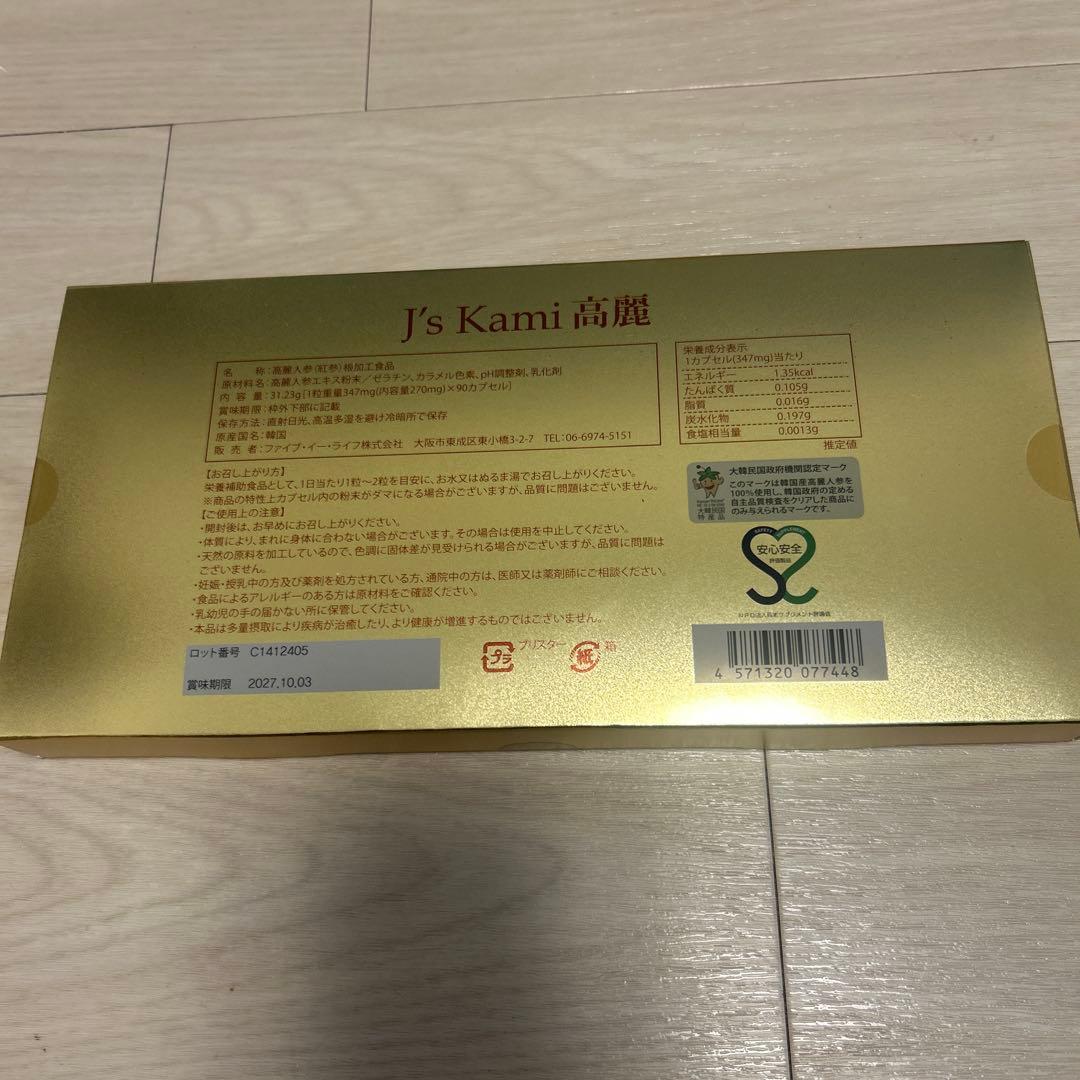 J's Kami 高麗
名　　称:高麗人参(紅参)根加工食品
原材料名:高麗人参エキス粉末／ゼラチン、カラメル色素、pH調整剤、乳化剤
内 容 量:31.23g[1粒重量347mg(内容量270mg)×90カプセル]
賞味期限:枠外下部に記載
保存方法:直射日光、高温多湿を避け冷暗所で保存
原産国名:韓国
販 売 者:ファイブ・イー・ライフ株式会社　大阪市東成区東小橋3-2-7　TEL:06-6974-5151
栄養成分表示
1カプセル(347mg)当たり
エネルギー 1.35kcal
たんぱく質 0.105g
脂質 0.016g
炭水化物 0.197g
食塩相当量 0.0013g
推定値
【お召し上がり方】
栄養補助食品として、1日当たり1粒〜2粒を目安に、お水又はぬるま湯でお召し上がりください。
※商品の特性上カプセル内の粉末がダマになる場合がございますが、品質に問題はございません。
【ご使用上の注意】
・開封後は、お早めにお召し上がりください。
・体質により、まれに身体に合わない場合がございます。その場合は使用を中止してください。
・天然の原料を加工しているので、色調に固体差が見受けられる場合がございますが、品質に問題は
ございません。
・妊娠・授乳中の方及び薬剤を処方されている方、通院中の方は、医師又は薬剤師にご相談ください。
・食品によるアレルギーのある方は原材料をご確認ください。
・乳幼児の手の届かない所に保管してください。
・本品は多量摂取により疾病が治癒したり、より健康が増進するものではございません。
大韓民国政府機関認定マーク
このマークは韓国産高麗人参を
100％使用し、韓国政府の定める
自主品質検査をクリアした商品に
のみ与えられるマークです。
大韓民国
特産品
SAFETY SUPPLEMENT
安心安全
評価製品
ロット番号　C1412405
賞味期限　2027.10.03
プラ
ブリスター
紙
箱
4 571320 077448